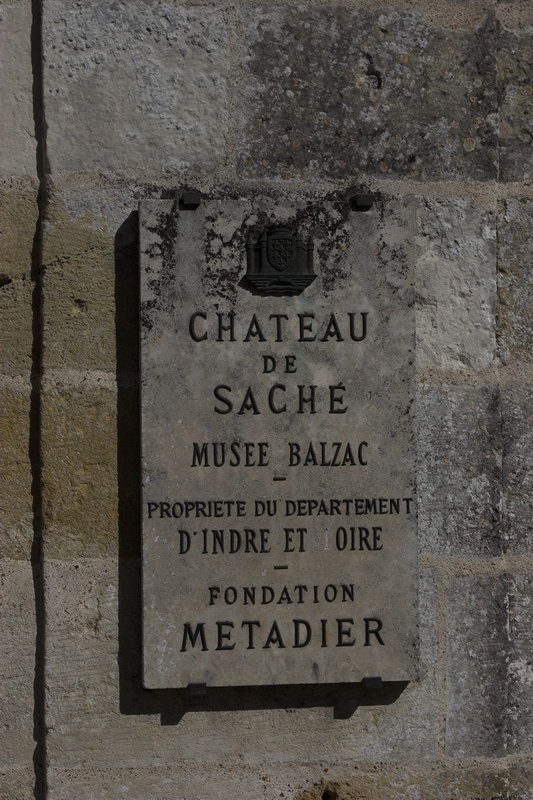 CHATEAU
DE
SACHÉ
MUSEE BALZAC
PROPRIETE DU DEPARTEMENT
D'INDRE ET OIRE
FONDATION
METADIER